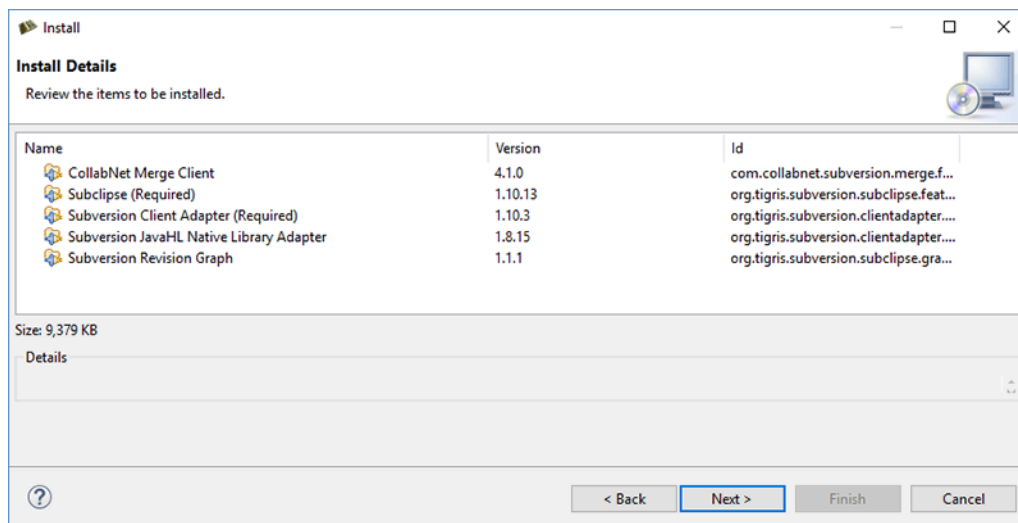 Install
Install Details
Review the items to be installed.
Name Version Id
CollabNet Merge Client 4.1.0 com.collabnet.subversion.merge.f...
Subclipse (Required) 1.10.13 org.tigris.subversion.subclipse.feat...
Subversion Client Adapter (Required) 1.10.3 org.tigris.subversion.clientadapter....
Subversion JavaHL Native Library Adapter 1.8.15 org.tigris.subversion.clientadapter....
Subversion Revision Graph 1.1.1 org.tigris.subversion.subclipse.gra...
Size: 9,379 KB
Details
? < Back Next > Finish Cancel